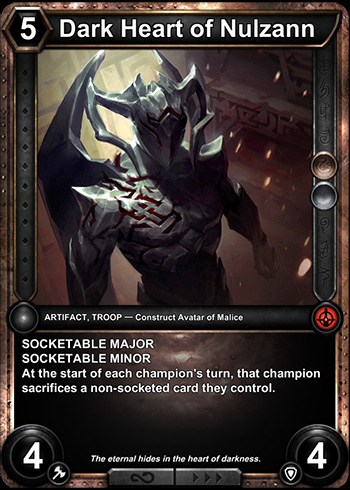 5 Dark Heart of Nulzann
ARTIFACT, TROOP — Construct Avatar of Malice
SOCKETABLE MAJOR
SOCKETABLE MINOR
At the start of each champion's turn, that champion
sacrifices a non-socketed card they control.
4 4
The eternal hides in the heart of darkness.